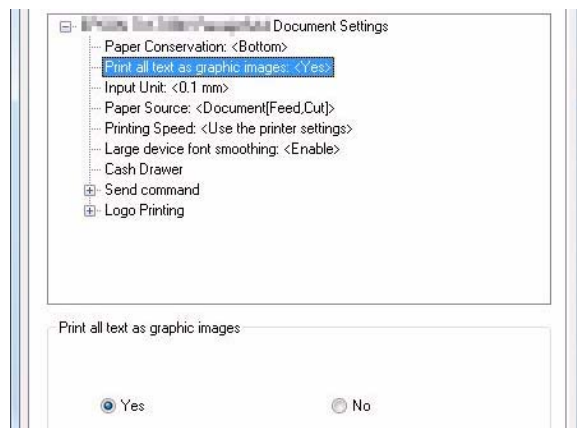 Document Settings
Paper Conservation: <Bottom>
Print all text as graphic images: <Yes>
Input Unit: <0.1 mm>
Paper Source: <Document[Feed,Cut]>
Printing Speed: <Use the printer settings>
Large device font smoothing: <Enable>
Cash Drawer
Send command
Logo Printing
Print all text as graphic images
Yes No